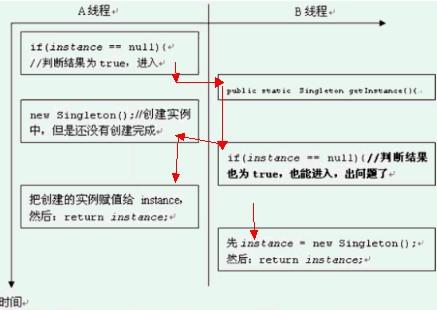 A 线程
B 线程
if(instance == null){
//判断结果为 true，进入
public static Singleton getInstance(){
new Singleton();//创建实例
中，但是还没有创建完成
if(instance == null){//判断结果
也为 true，也能进入，出问题了
把创建的实例赋值给 instance,
然后：return instance;
先 instance = new Singleton();
然后：return instance;
时间